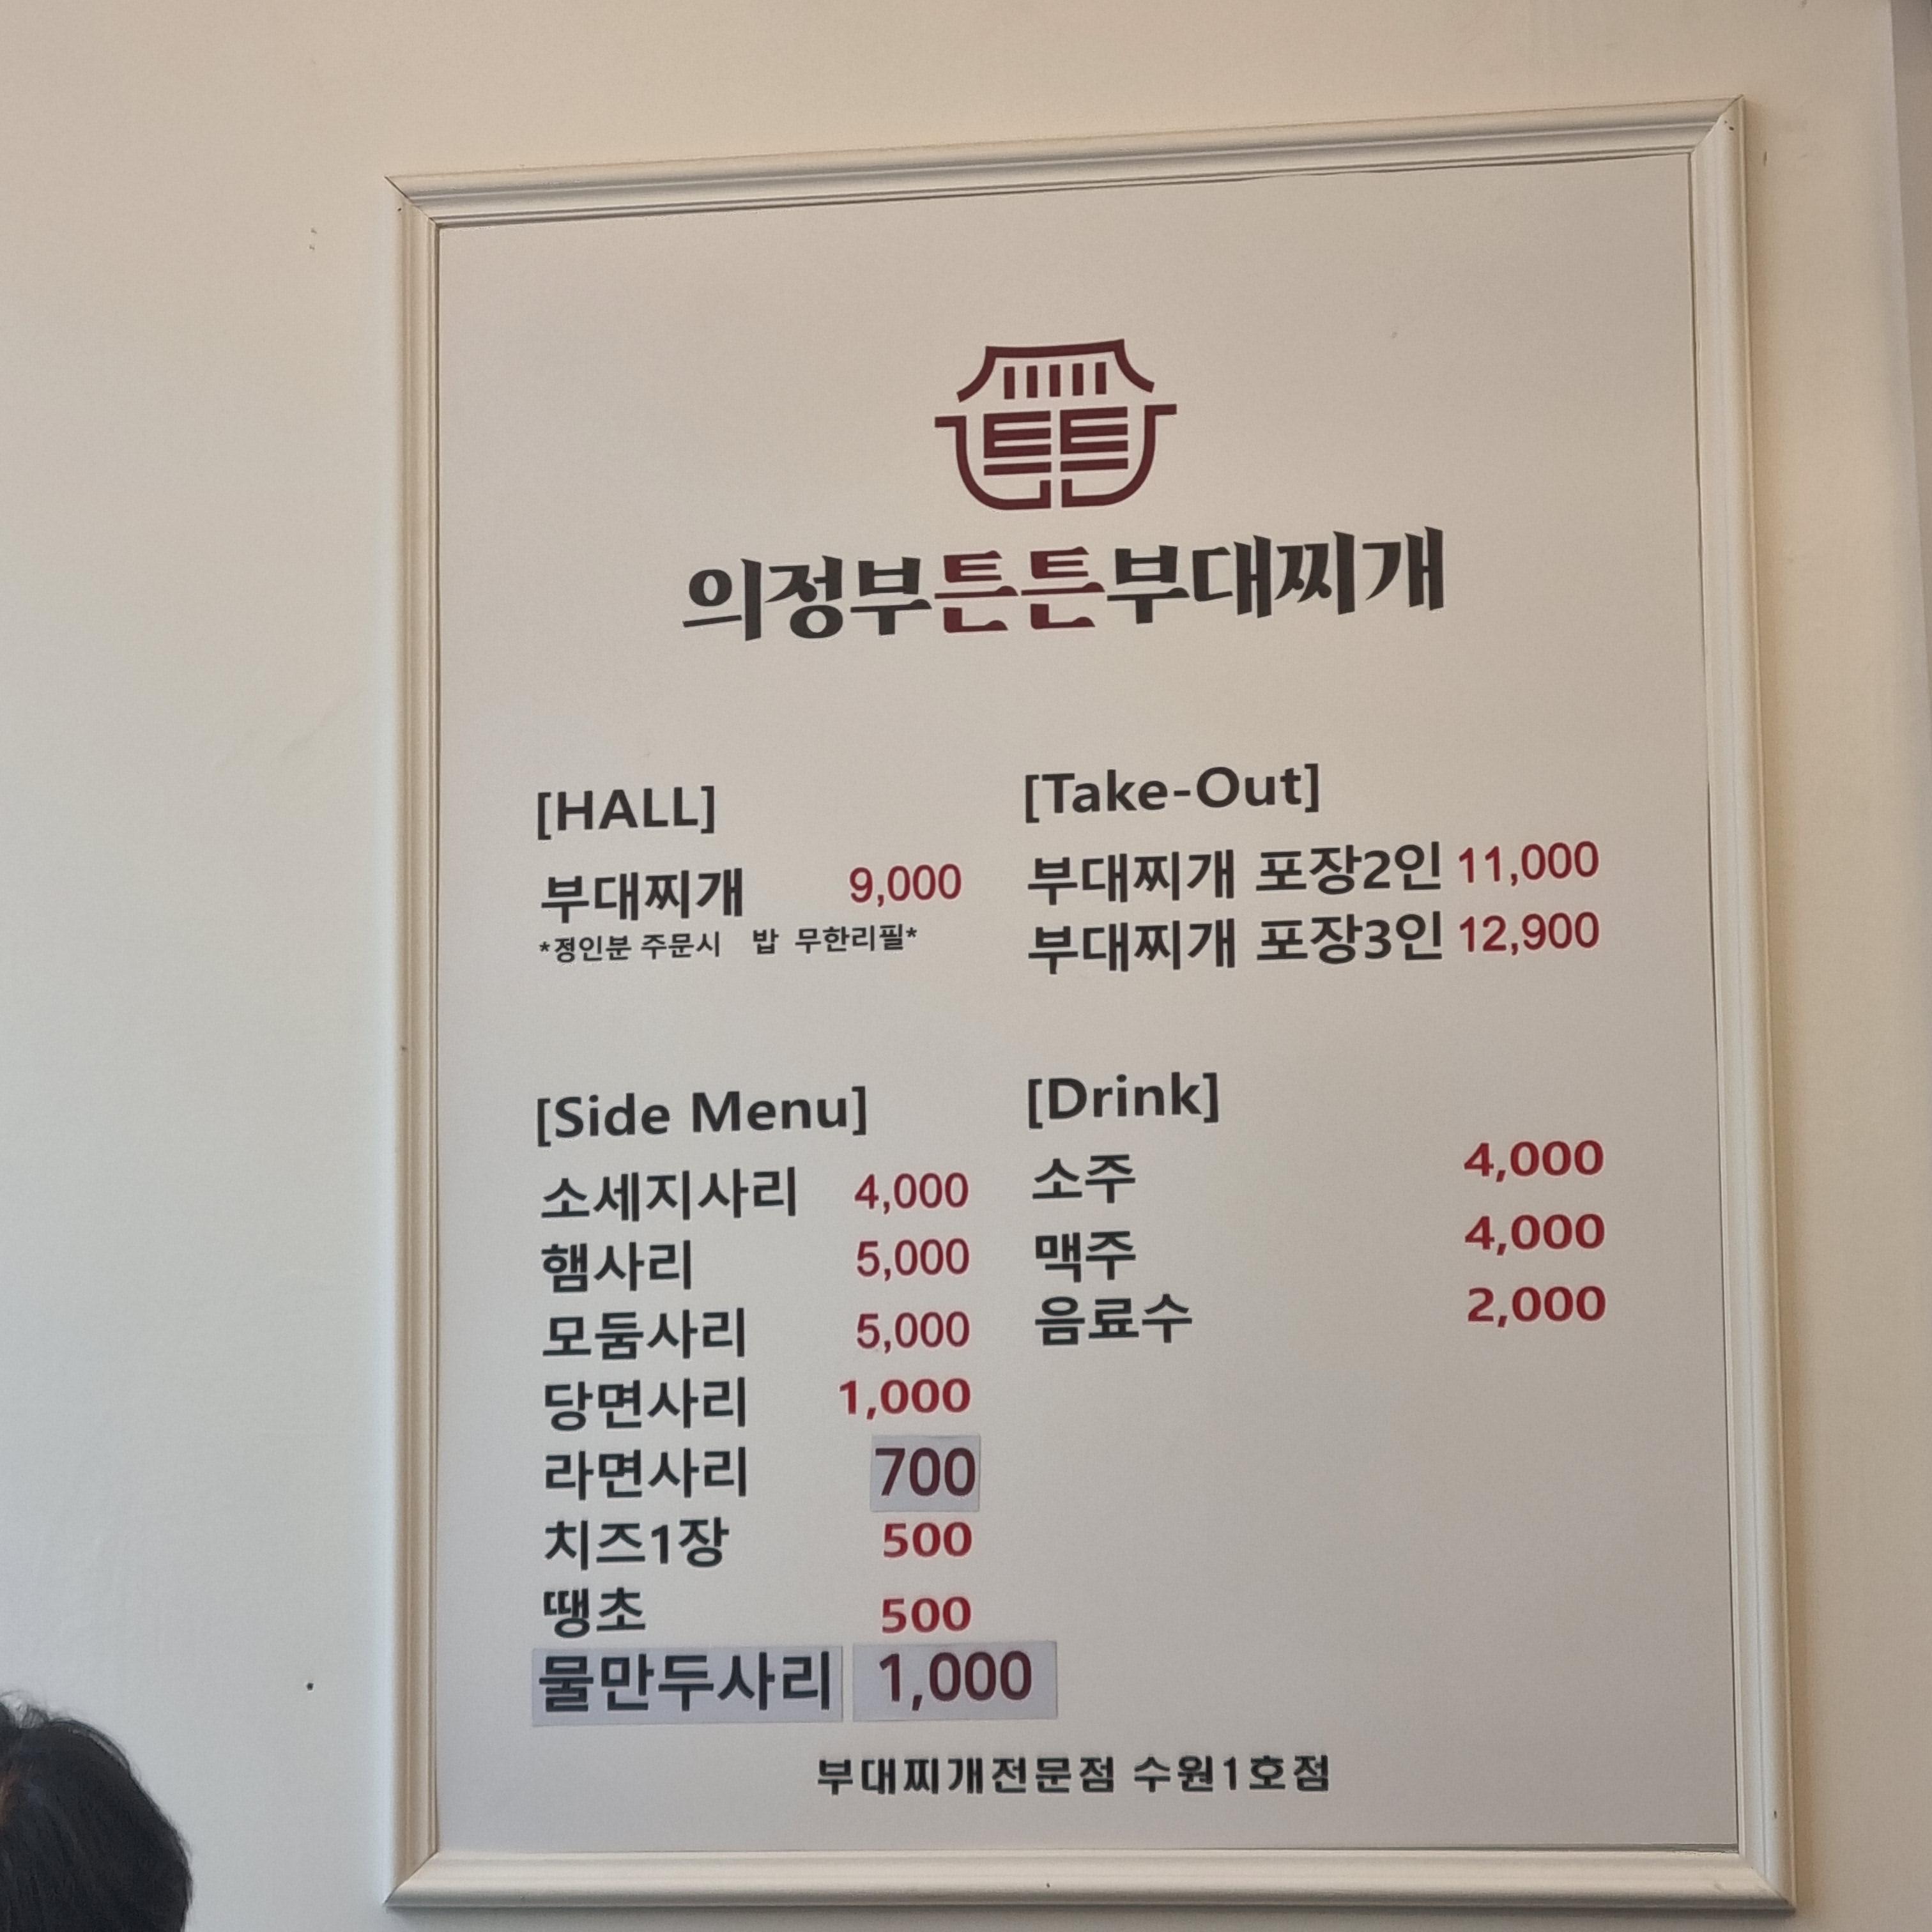 튼튼
의정부튼튼부대찌개
[HALL]
부대찌개 9,000
*정인분 주문시 밥 무한리필*
[Take-Out]
부대찌개 포장2인 11,000
부대찌개 포장3인 12,900
[Side Menu]
소세지사리 4,000
햄사리 5,000
모둠사리 5,000
당면사리 1,000
라면사리 700
치즈1장 500
땡초 500
물만두사리 1,000
[Drink]
소주 4,000
맥주 4,000
음료수 2,000
부대찌개전문점 수원1호점